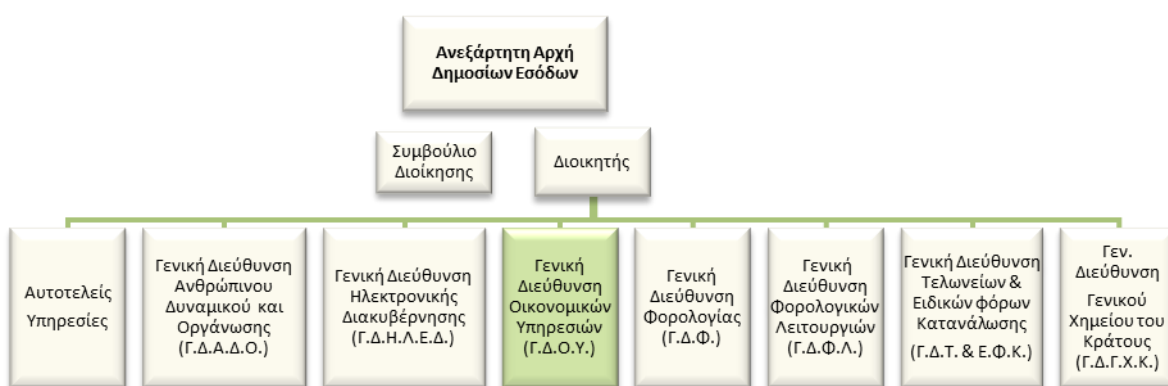 Ανεξάρτητη Αρχή
Δημοσίων Εσόδων
Συμβούλιο
Διοίκησης
Διοικητής
Αυτοτελείς
Υπηρεσίες
Γενική Διεύθυνση
Ανθρώπινου
Δυναμικού και
Οργάνωσης
(Γ.Δ.Α.Δ.Ο.)
Γενική Διεύθυνση
Ηλεκτρονικής
Διακυβέρνησης
(Γ.Δ.Η.Λ.Ε.Δ.)
Γενική
Διεύθυνση
Οικονομικών
Υπηρεσιών
(Γ.Δ.Ο.Υ.)
Γενική
Διεύθυνση
Φορολογίας
(Γ.Δ.Φ.)
Γενική
Διεύθυνση
Φορολογικών
Λειτουργιών
(Γ.Δ.Φ.Λ.)
Γενική Διεύθυνση
Τελωνείων &
Ειδικών φόρων
Κατανάλωσης
(Γ.Δ.Τ. & Ε.Φ.Κ.)
Γεν.
Διεύθυνση
Γενικού
Χημείου του
Κράτους
(Γ.Δ.Γ.Χ.Κ.)